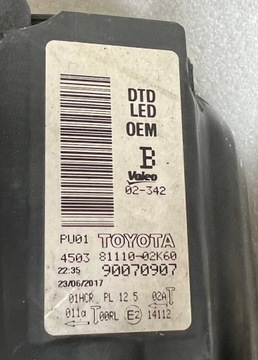 DTD
LED
OEM
B
Valeo
02-342
PU01 TOYOTA
4503 81110-02K60
22:35 90070907
23/06/2017
01HCR PL 12 5 02A
011a 00RL E2 14112